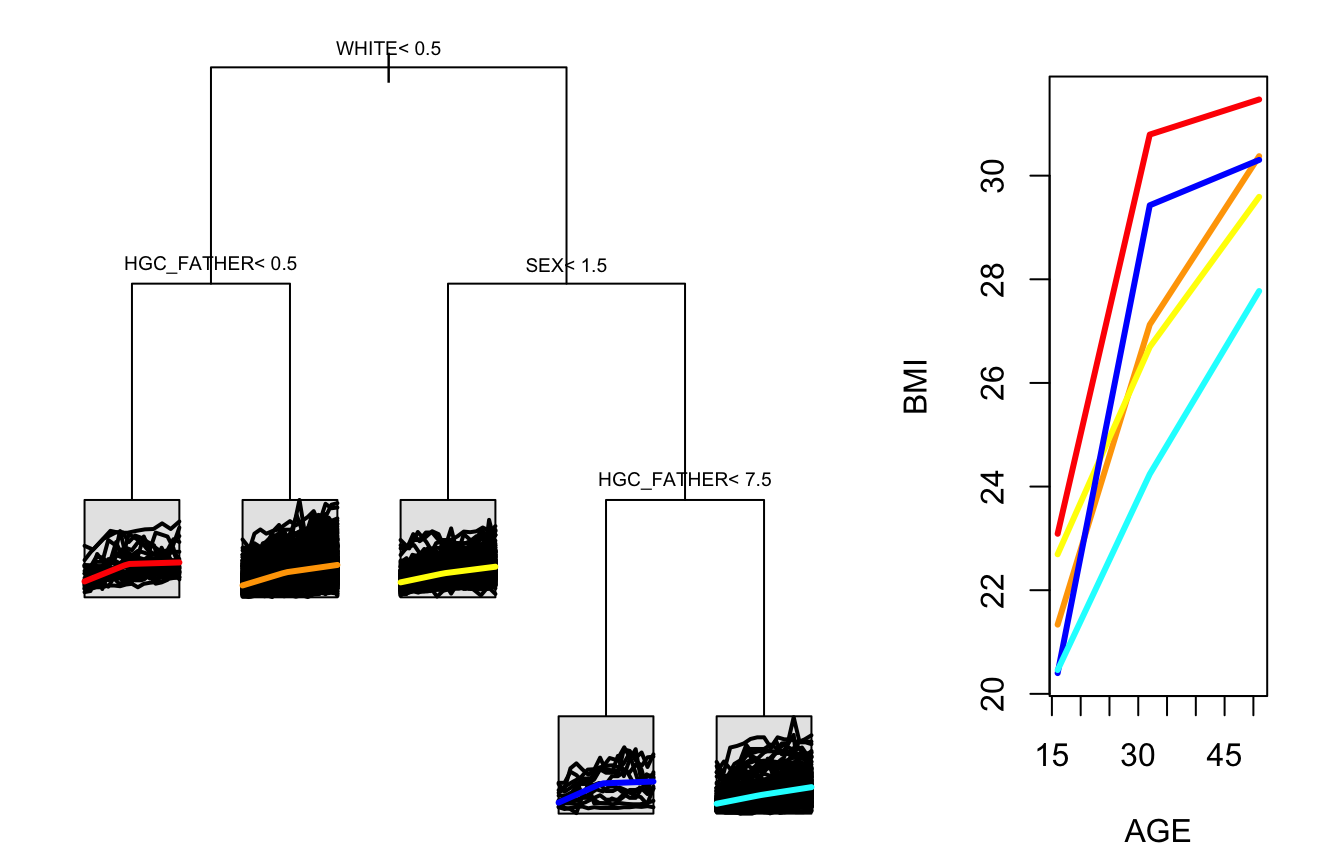 WHITE< 0.5
HGC_FATHER< 0.5
SEX< 1.5
HGC_FATHER< 7.5
BMI
30
28
26
24
22
20
15 30 45
AGE